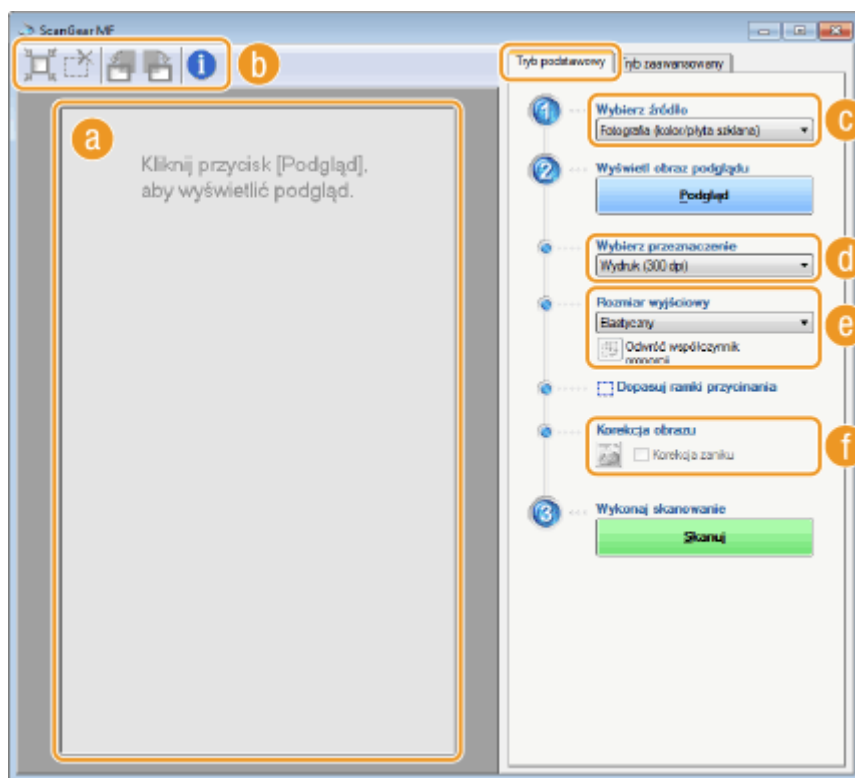 ScanGear MF
b
Tryb podstawowy
Tryb zaawansowany
a
Kliknij przycisk [Podgląd],
aby wyświetlić podgląd.
1
Wybierz źródło
c
Fotografia (kolor/płyta szklana)
2
Wyświetl obraz podglądu
Podgląd
Wybierz przeznaczenie
d
Wydruk (300 dpi)
Rozmiar wyjściowy
e
Elastyczny
Odwróć współczynnik
Dopasuj ramki przycinania
Korekcja obrazu
f
Korekcja zaniku
3
Wykonaj skanowanie
Skanuj